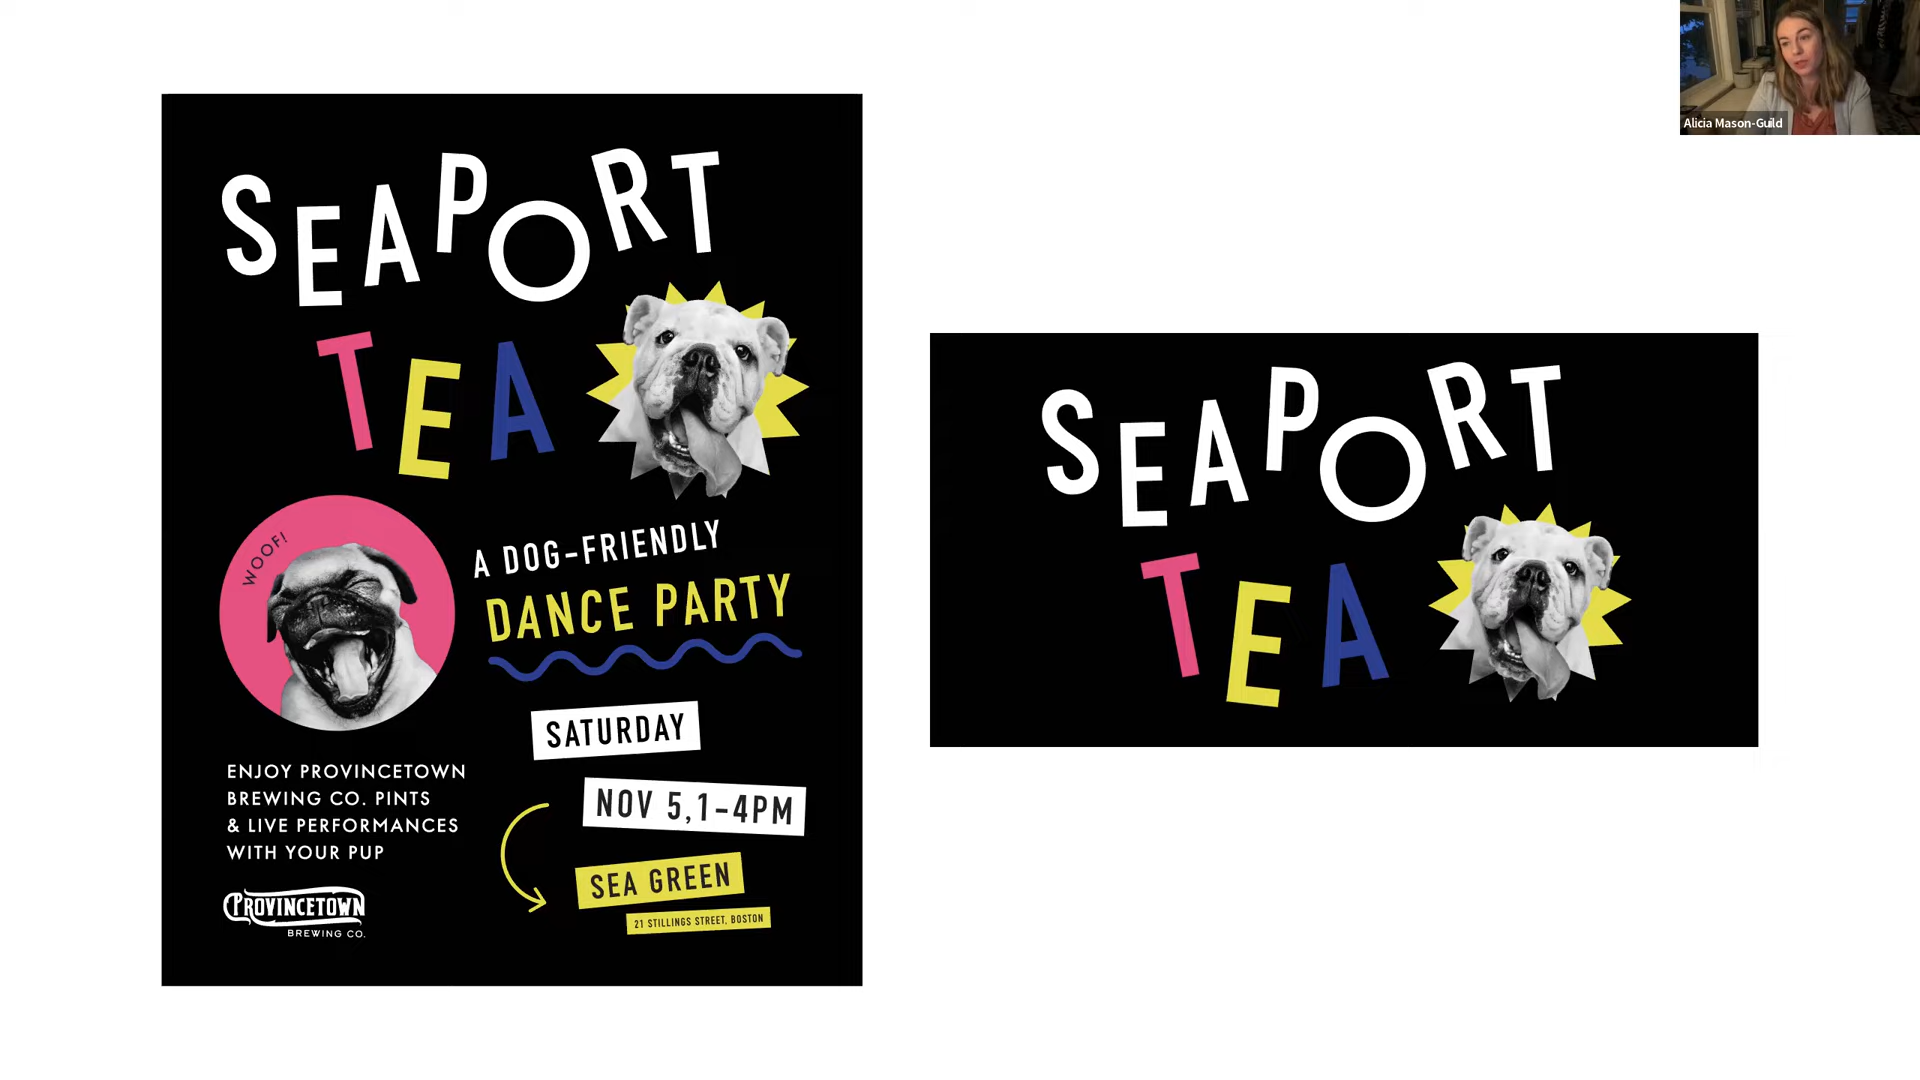 SEAPORT
TEA
WOOF!
A DOG-FRIENDLY
DANCE PARTY
SATURDAY
NOV 5, 1-4PM
SEA GREEN
21 STILLINGS STREET, BOSTON
ENJOY PROVINCETOWN
BREWING CO. PINTS
& LIVE PERFORMANCES
WITH YOUR PUP
PROVINCETOWN
BREWING CO.
SEAPORT
TEA
Alicia Mason-Guild